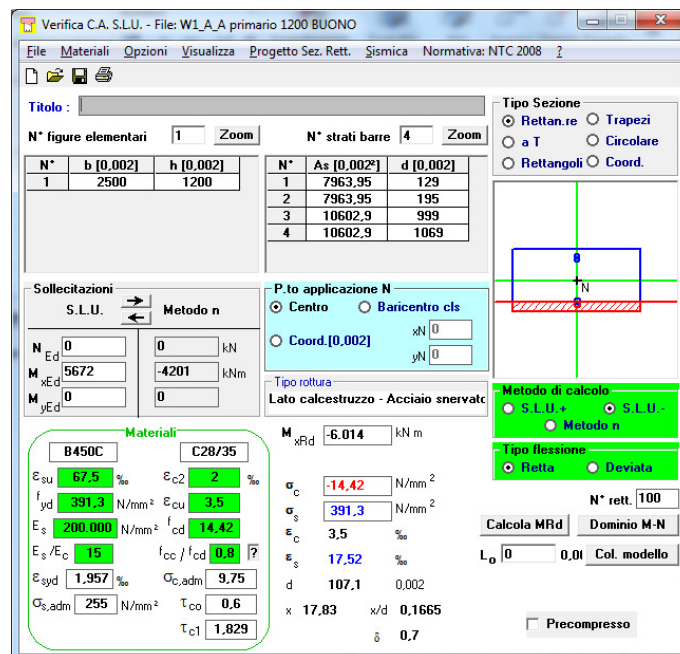 Verifica C.A. S.L.U. - File: W1_A_A primario 1200 BUONO
File Materiali Opzioni Visualizza Progetto Sez. Rett. Sismica Normativa: NTC 2008 ?
Titolo :
N° figure elementari 1 Zoom
N° strati barre 4 Zoom
N° b [0,002] h [0,002]
1 2500 1200
N° As [0,002²] d [0,002]
1 7963,95 129
2 7963,95 195
3 10602,9 999
4 10602,9 1069
Tipo Sezione
Rettan.re Trapezi
a T Circolare
Rettangoli Coord.
N
Sollecitazioni
S.L.U. Metodo n
N Ed 0 0 kN
M xEd 5672 -4201 kNm
M yEd 0 0
P.to applicazione N
Centro Baricentro cls
Coord.[0,002] xN 0
yN 0
Tipo rottura
Lato calcestruzzo - Acciaio snervato
Metodo di calcolo
S.L.U.+ S.L.U.-
Metodo n
Tipo flessione
Retta Deviata
N° rett. 100
Calcola MRd Dominio M-N
L o 0 0,0( Col. modello
Precompresso
Materiali
B450C C28/35
εsu 67,5 ‰ εc2 2 ‰
fyd 391,3 N/mm² εcu 3,5
Es 200.000 N/mm² fcd 14,42
Es/Ec 15 fcc / fcd 0,8 ?
εsyd 1,957 ‰ σc,adm 9,75
σs,adm 255 N/mm² τco 0,6
τc1 1,829
M xRd -6.014 kN m
σc -14,42 N/mm²
σs 391,3 N/mm²
εc 3,5 ‰
εs 17,52 ‰
d 107,1 0,002
x 17,83 x/d 0,1665
δ 0,7